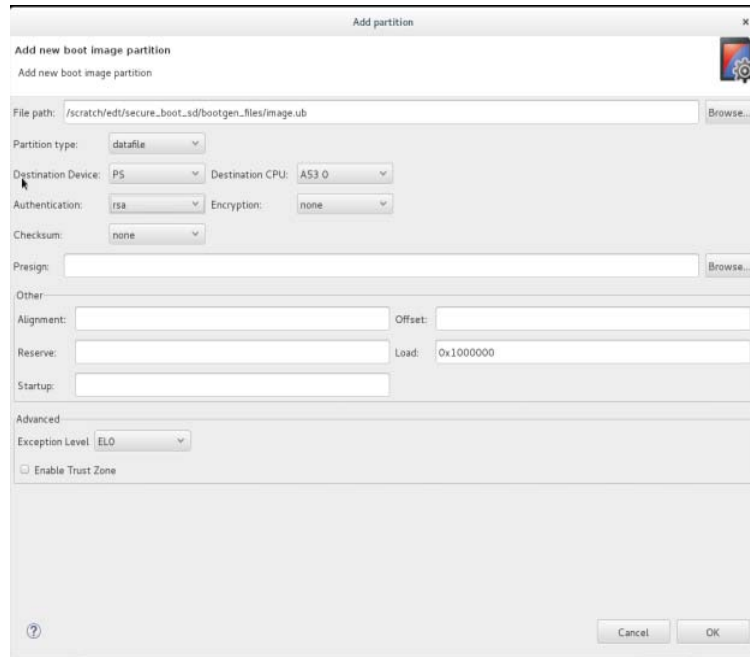 Add partition
×
Add new boot image partition
Add new boot image partition
File path: /scratch/edt/secure_boot_sd/bootgen_files/image.ub Browse...
Partition type: datafile
Destination Device: PS Destination CPU: A53 0
Authentication: rsa Encryption: none
Checksum: none
Presign: Browse...
Other
Alignment: Offset:
Reserve: Load: 0x1000000
Startup:
Advanced
Exception Level EL0
Enable Trust Zone
?
Cancel OK